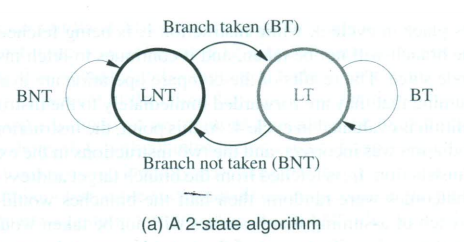 Branch taken (BT)
BNT LNT LT BT
Branch not taken (BNT)
(a) A 2-state algorithm